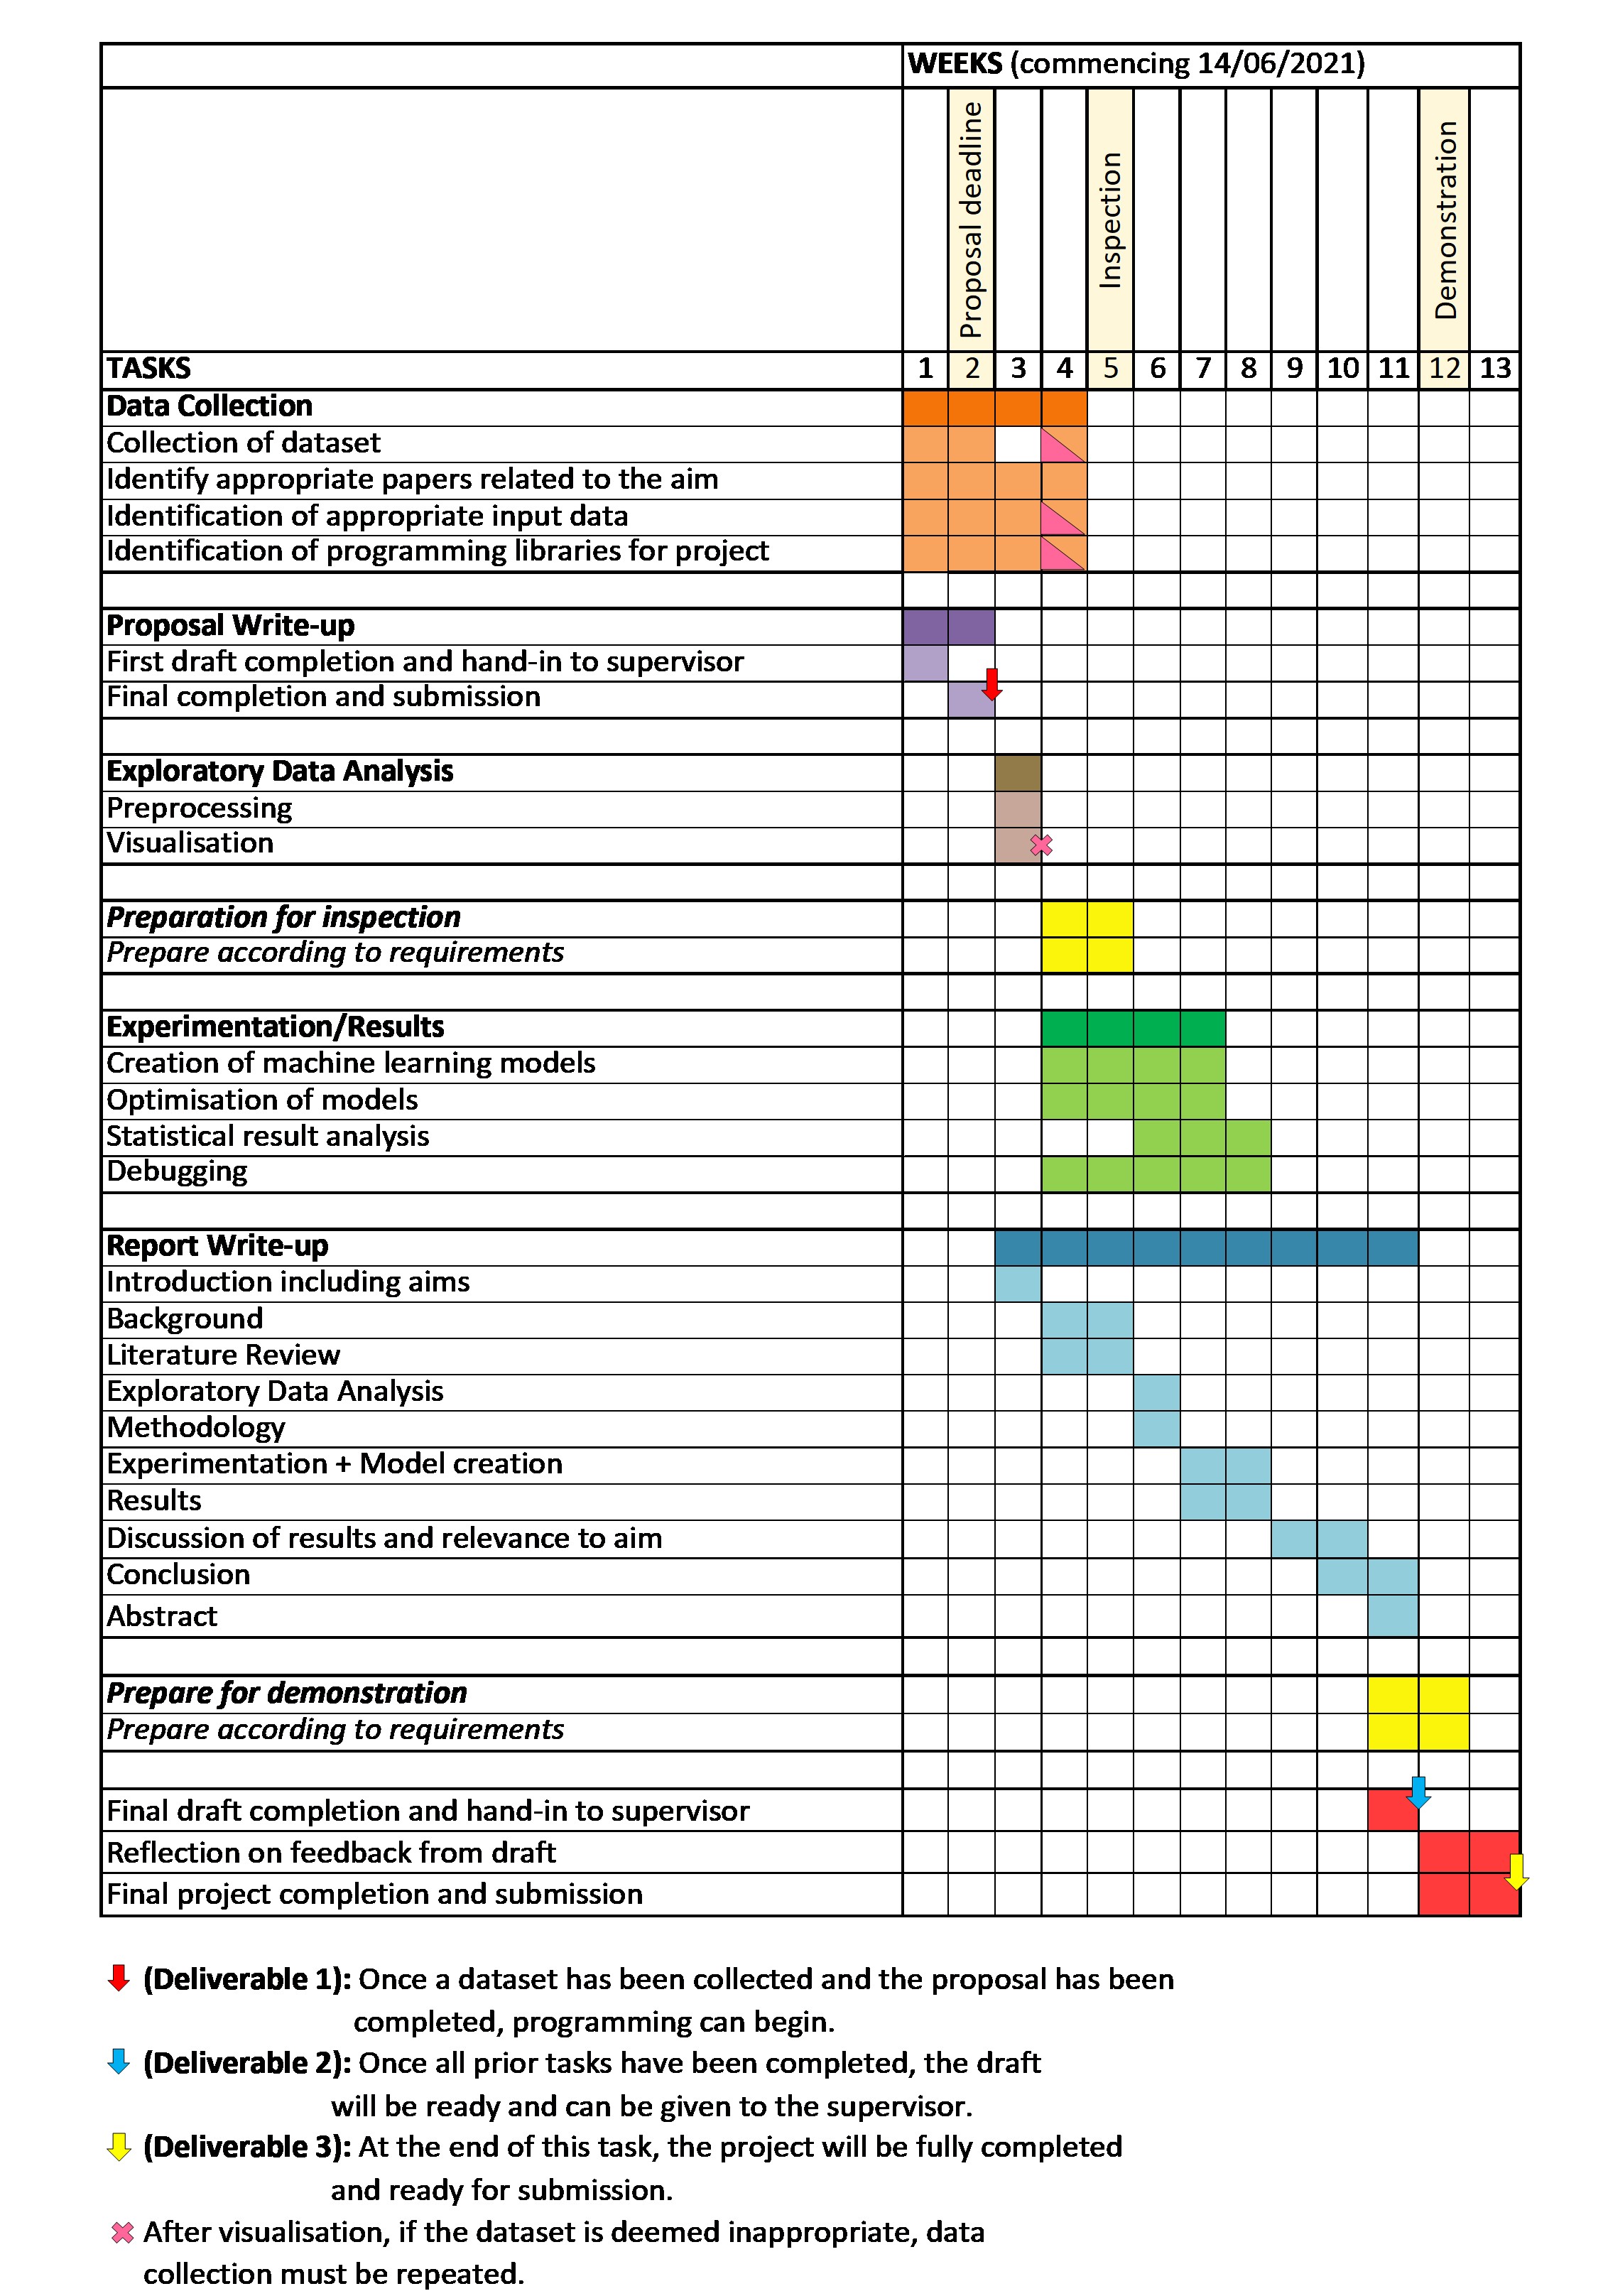 WEEKS (commencing 14/06/2021)
Proposal deadline
Inspection
Demonstration
TASKS 1 2 3 4 5 6 7 8 9 10 11 12 13
Data Collection
Collection of dataset
Identify appropriate papers related to the aim
Identification of appropriate input data
Identification of programming libraries for project
Proposal Write-up
First draft completion and hand-in to supervisor
Final completion and submission
Exploratory Data Analysis
Preprocessing
Visualisation
Preparation for inspection
Prepare according to requirements
Experimentation/Results
Creation of machine learning models
Optimisation of models
Statistical result analysis
Debugging
Report Write-up
Introduction including aims
Background
Literature Review
Exploratory Data Analysis
Methodology
Experimentation + Model creation
Results
Discussion of results and relevance to aim
Conclusion
Abstract
Prepare for demonstration
Prepare according to requirements
Final draft completion and hand-in to supervisor
Reflection on feedback from draft
Final project completion and submission
(Deliverable 1): Once a dataset has been collected and the proposal has been
completed, programming can begin.
(Deliverable 2): Once all prior tasks have been completed, the draft
will be ready and can be given to the supervisor.
(Deliverable 3): At the end of this task, the project will be fully completed
and ready for submission.
After visualisation, if the dataset is deemed inappropriate, data
collection must be repeated.